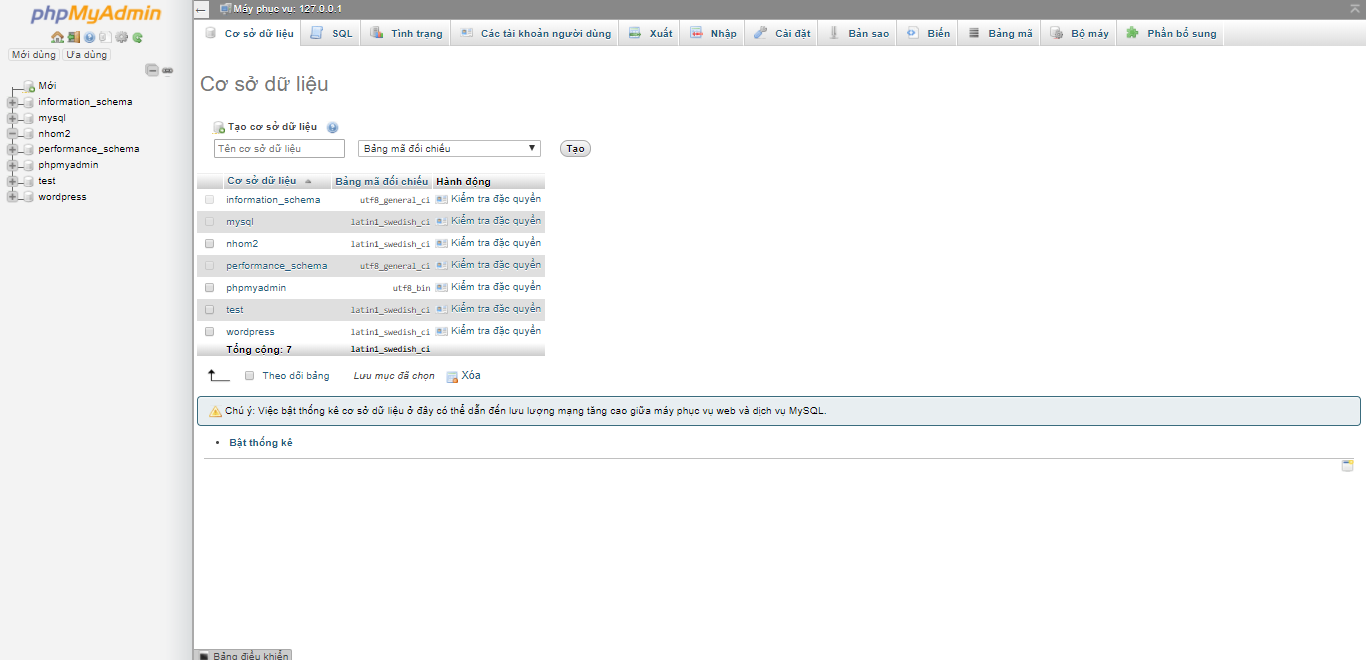 phpMyAdmin
Mới dùng Ưa dùng
Mới
information_schema
mysql
nhom2
performance_schema
phpmyadmin
test
wordpress
Máy phục vụ: 127.0.0.1
Cơ sở dữ liệu SQL Tình trạng Các tài khoản người dùng Xuất Nhập Cài đặt Bản sao Biến Bảng mã Bộ máy Phần bổ sung
Cơ sở dữ liệu
Tạo cơ sở dữ liệu
Tên cơ sở dữ liệu Bảng mã đối chiếu Tạo
Cơ sở dữ liệu Bảng mã đối chiếu Hành động
information_schema utf8_general_ci Kiểm tra đặc quyền
mysql latin1_swedish_ci Kiểm tra đặc quyền
nhom2 latin1_swedish_ci Kiểm tra đặc quyền
performance_schema utf8_general_ci Kiểm tra đặc quyền
phpmyadmin utf8_bin Kiểm tra đặc quyền
test latin1_swedish_ci Kiểm tra đặc quyền
wordpress latin1_swedish_ci Kiểm tra đặc quyền
Tổng cộng: 7 latin1_swedish_ci
Theo dõi bảng Lưu mục đã chọn Xóa
Chú ý: Việc bật thống kê cơ sở dữ liệu ở đây có thể dẫn đến lưu lượng mạng tăng cao giữa máy phục vụ web và dịch vụ MySQL.
• Bật thống kê
Bảng điều khiển